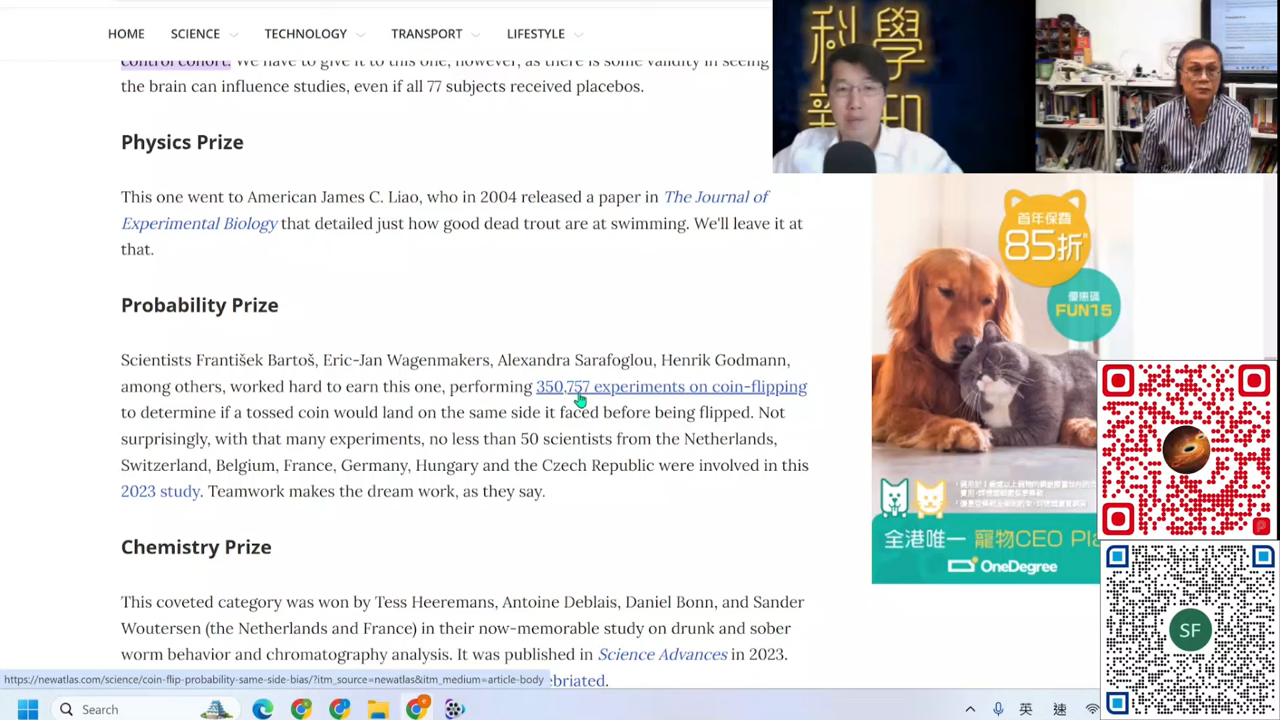 HOME SCIENCE TECHNOLOGY TRANSPORT LIFESTYLE
科學
新知
control cohort. We have to give it to this one, however, as there is some validity in seeing
the brain can influence studies, even if all 77 subjects received placebos.
Physics Prize
This one went to American James C. Liao, who in 2004 released a paper in The Journal of
Experimental Biology that detailed just how good dead trout are at swimming. We'll leave it at
that.
Probability Prize
Scientists František Bartoš, Eric-Jan Wagenmakers, Alexandra Sarafoglou, Henrik Godmann,
among others, worked hard to earn this one, performing 350,757 experiments on coin-flipping
to determine if a tossed coin would land on the same side it faced before being flipped. Not
surprisingly, with that many experiments, no less than 50 scientists from the Netherlands,
Switzerland, Belgium, France, Germany, Hungary and the Czech Republic were involved in this
2023 study. Teamwork makes the dream work, as they say.
Chemistry Prize
This coveted category was won by Tess Heeremans, Antoine Deblais, Daniel Bonn, and Sander
Woutersen (the Netherlands and France) study on drunk and sober
worm behavior and chromatography analysis. It was published in Science Advances in 2023.
ebriated.
首年保費
85折
優惠碼
FUN15
全港唯一 寵物CEO Pl
OneDegree
SF
https://newatlas.com/science/coin-flip-probability-same-side-bias/?itm_source=newatlas&itm_medium=article-body
Search
英
速